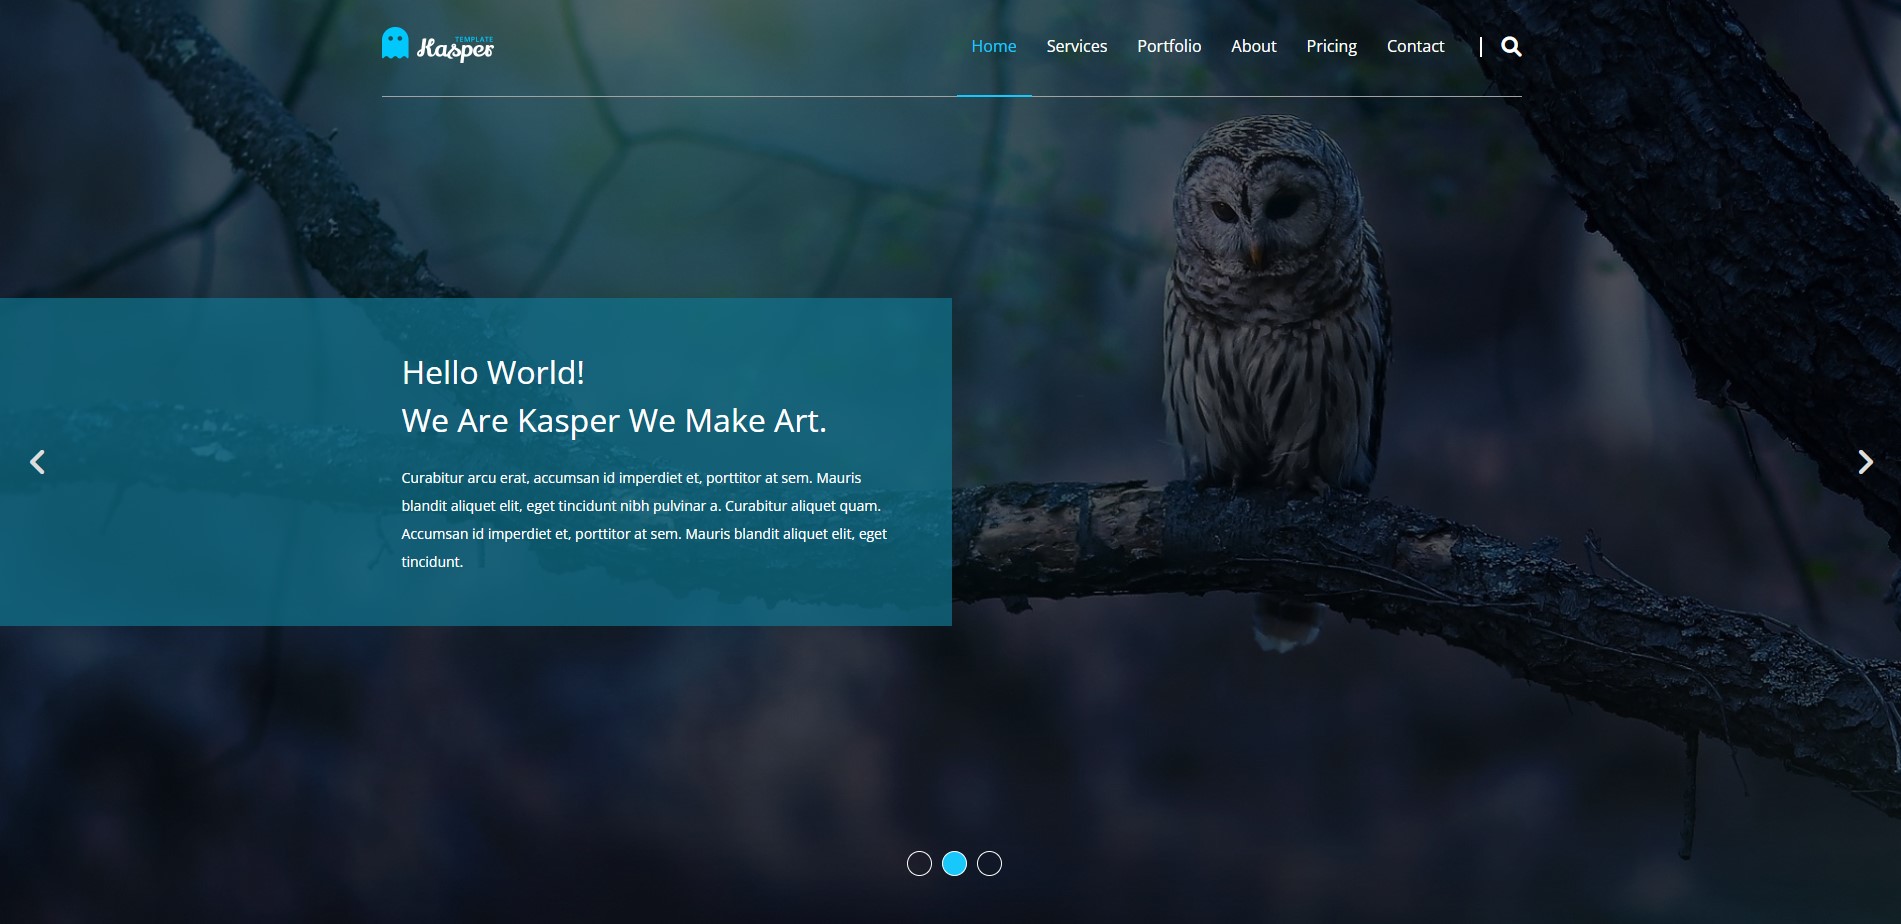 TEMPLATE
Kasper
Home Services Portfolio About Pricing Contact
Hello World!
We Are Kasper We Make Art.
Curabitur arcu erat, accumsan id imperdiet et, porttitor at sem. Mauris
blandit aliquet elit, eget tincidunt nibh pulvinar a. Curabitur aliquet quam.
Accumsan id imperdiet et, porttitor at sem. Mauris blandit aliquet elit, eget
tincidunt.